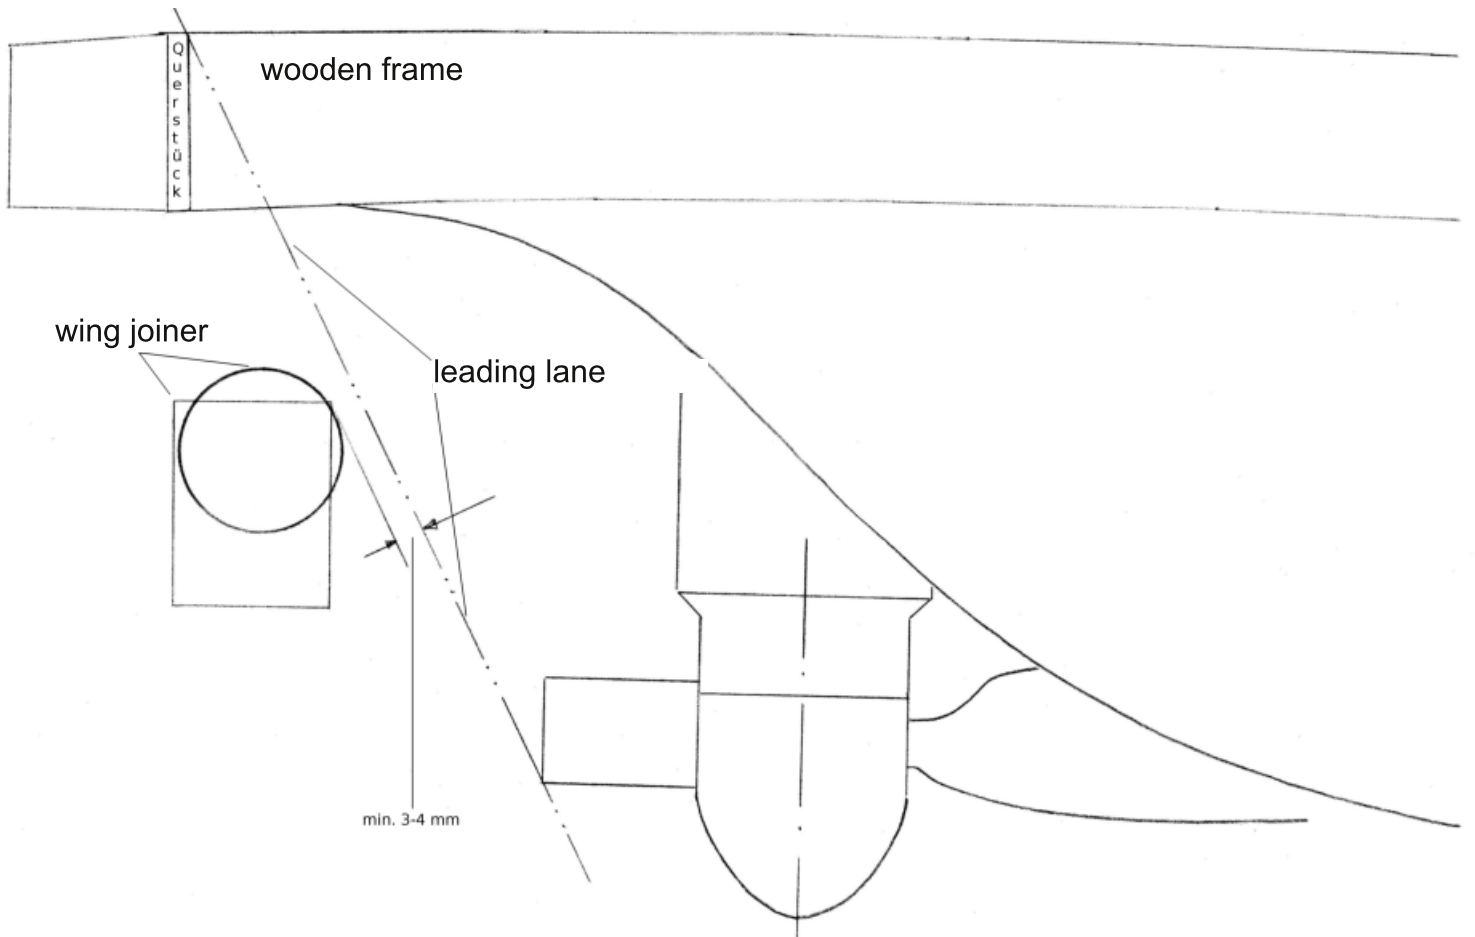 Querstück
wooden frame
wing joiner
leading lane
min. 3-4 mm